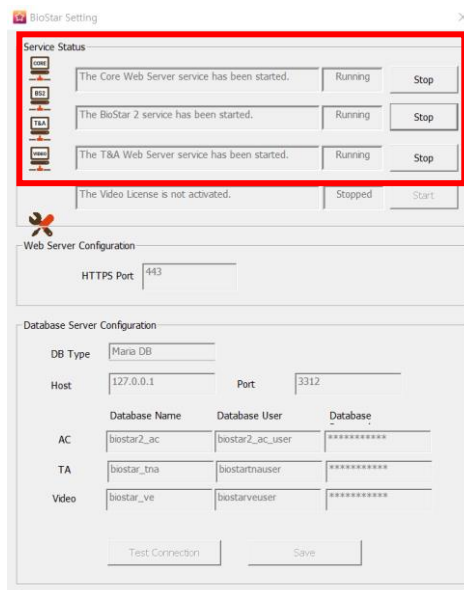 BioStar Setting
Service Status
CORE
The Core Web Server service has been started. Running Stop
BS2
The BioStar 2 service has been started. Running Stop
T&A
The T&A Web Server service has been started. Running Stop
VIDEO
The Video License is not activated. Stopped Start
Web Server Configuration
HTTPS Port 443
Database Server Configuration
DB Type Maria DB
Host 127.0.0.1 Port 3312
Database Name Database User Database
AC biostar2_ac biostar2_ac_user ***********
TA biostar_tna biostartnauser ***********
Video biostar_ve biostarveuser ***********
Test Connection Save